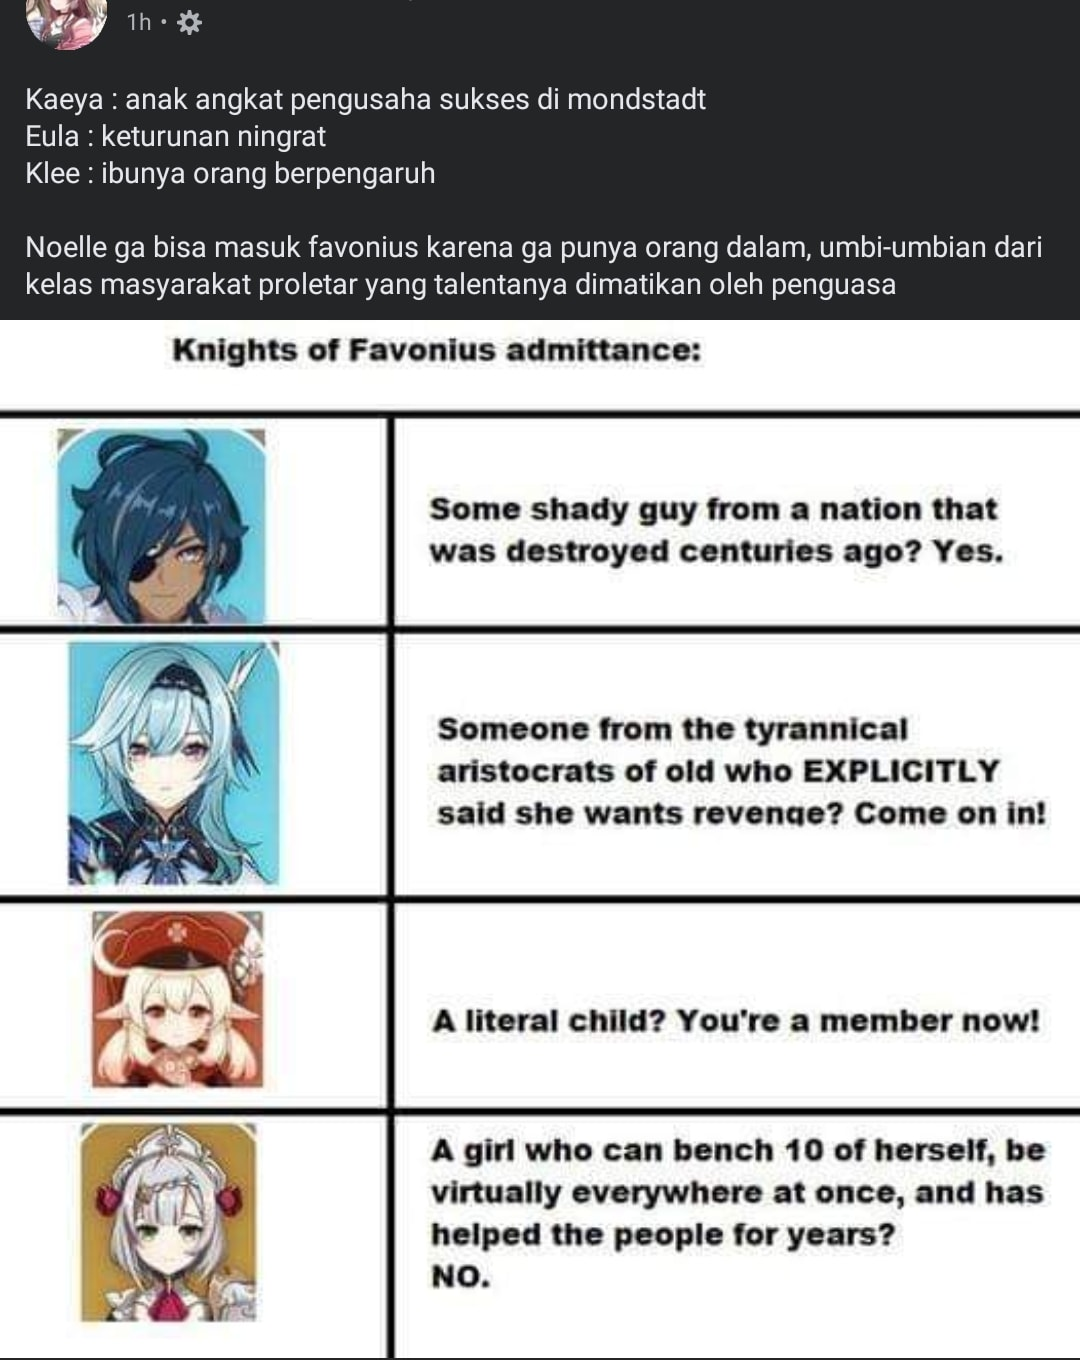 1h •
Kaeya : anak angkat pengusaha sukses di mondstadt
Eula : keturunan ningrat
Klee : ibunya orang berpengaruh
Noelle ga bisa masuk favonius karena ga punya orang dalam, umbi-umbian dari
kelas masyarakat proletar yang talentanya dimatikan oleh penguasa
Knights of Favonius admittance:
Some shady guy from a nation that
was destroyed centuries ago? Yes.
Someone from the tyrannical
aristocrats of old who EXPLICITLY
said she wants revenge? Come on in!
A literal child? You're a member now!
A girl who can bench 10 of herself, be
virtually everywhere at once, and has
helped the people for years?
NO.